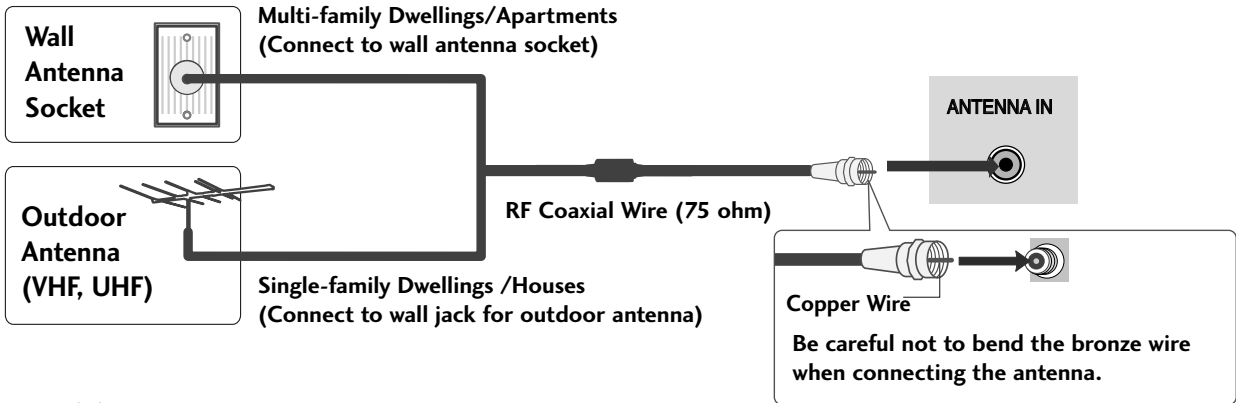 Wall
Antenna
Socket
Multi-family Dwellings/Apartments
(Connect to wall antenna socket)
ANTENNA IN
Outdoor
Antenna
(VHF, UHF)
RF Coaxial Wire (75 ohm)
Single-family Dwellings /Houses
(Connect to wall jack for outdoor antenna)
Copper Wire
Be careful not to bend the bronze wire
when connecting the antenna.